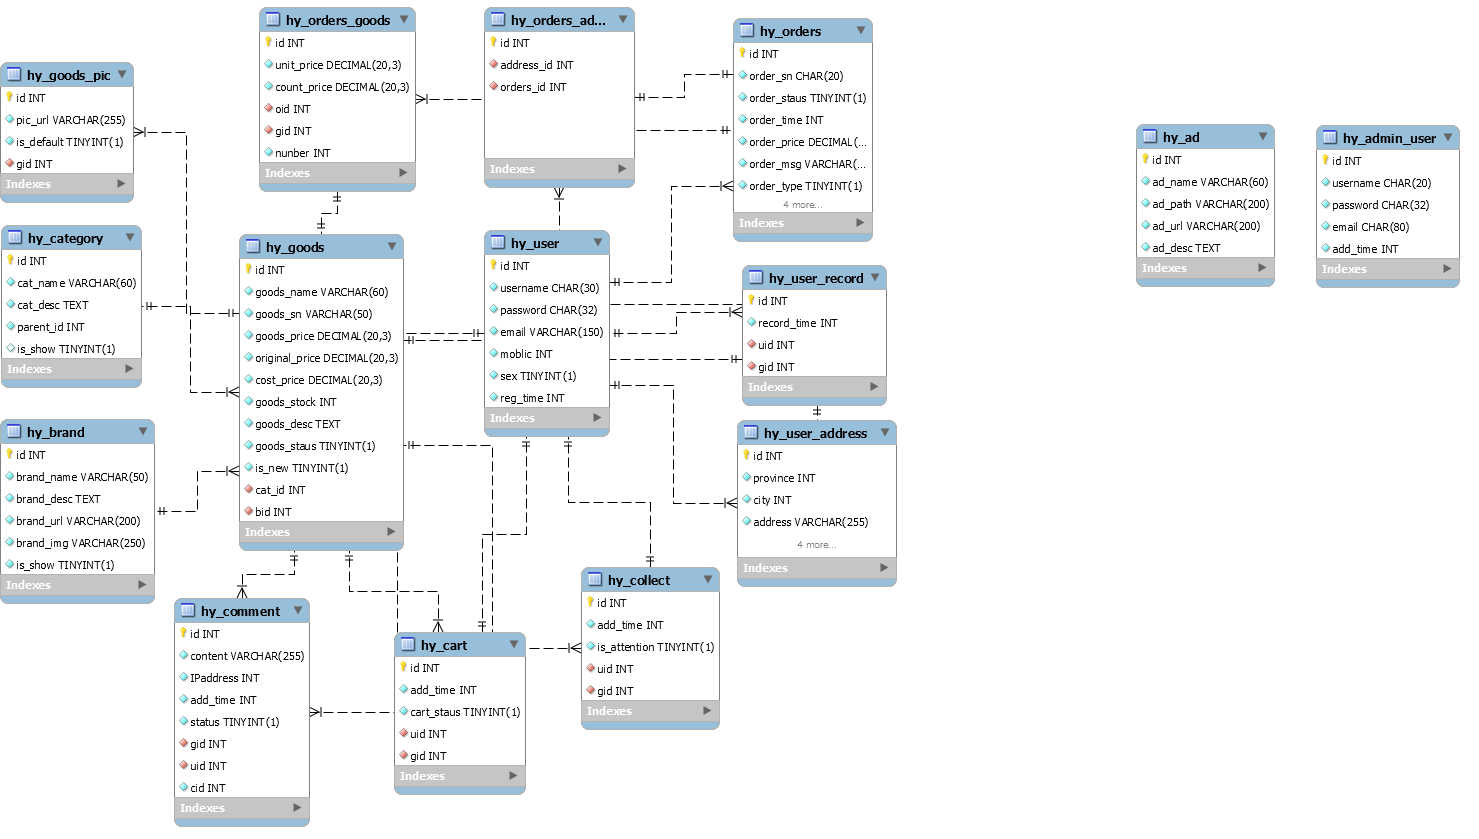 hy_orders_goods
id INT
unit_price DECIMAL(20,3)
count_price DECIMAL(20,3)
oid INT
gid INT
nunber INT
Indexes
hy_orders_ad...
id INT
address_id INT
orders_id INT
Indexes
hy_orders
id INT
order_sn CHAR(20)
order_staus TINYINT(1)
order_time INT
order_price DECIMAL(...
order_msg VARCHAR(...
order_type TINYINT(1)
4 more...
Indexes
hy_goods_pic
id INT
pic_url VARCHAR(255)
is_default TINYINT(1)
gid INT
Indexes
hy_ad
id INT
ad_name VARCHAR(60)
ad_path VARCHAR(200)
ad_url VARCHAR(200)
ad_desc TEXT
Indexes
hy_admin_user
id INT
username CHAR(20)
password CHAR(32)
email CHAR(80)
add_time INT
Indexes
hy_category
id INT
cat_name VARCHAR(60)
cat_desc TEXT
parent_id INT
is_show TINYINT(1)
Indexes
hy_goods
id INT
goods_name VARCHAR(60)
goods_sn VARCHAR(50)
goods_price DECIMAL(20,3)
original_price DECIMAL(20,3)
cost_price DECIMAL(20,3)
goods_stock INT
goods_desc TEXT
goods_staus TINYINT(1)
is_new TINYINT(1)
cat_id INT
bid INT
Indexes
hy_user
id INT
username CHAR(30)
password CHAR(32)
email VARCHAR(150)
moblic INT
sex TINYINT(1)
reg_time INT
Indexes
hy_user_record
id INT
record_time INT
uid INT
gid INT
Indexes
hy_brand
id INT
brand_name VARCHAR(50)
brand_desc TEXT
brand_url VARCHAR(200)
brand_img VARCHAR(250)
is_show TINYINT(1)
Indexes
hy_user_address
id INT
province INT
city INT
address VARCHAR(255)
4 more...
Indexes
hy_comment
id INT
content VARCHAR(255)
IPaddress INT
add_time INT
status TINYINT(1)
gid INT
uid INT
cid INT
Indexes
hy_cart
id INT
add_time INT
cart_staus TINYINT(1)
uid INT
gid INT
Indexes
hy_collect
id INT
add_time INT
is_attention TINYINT(1)
uid INT
gid INT
Indexes